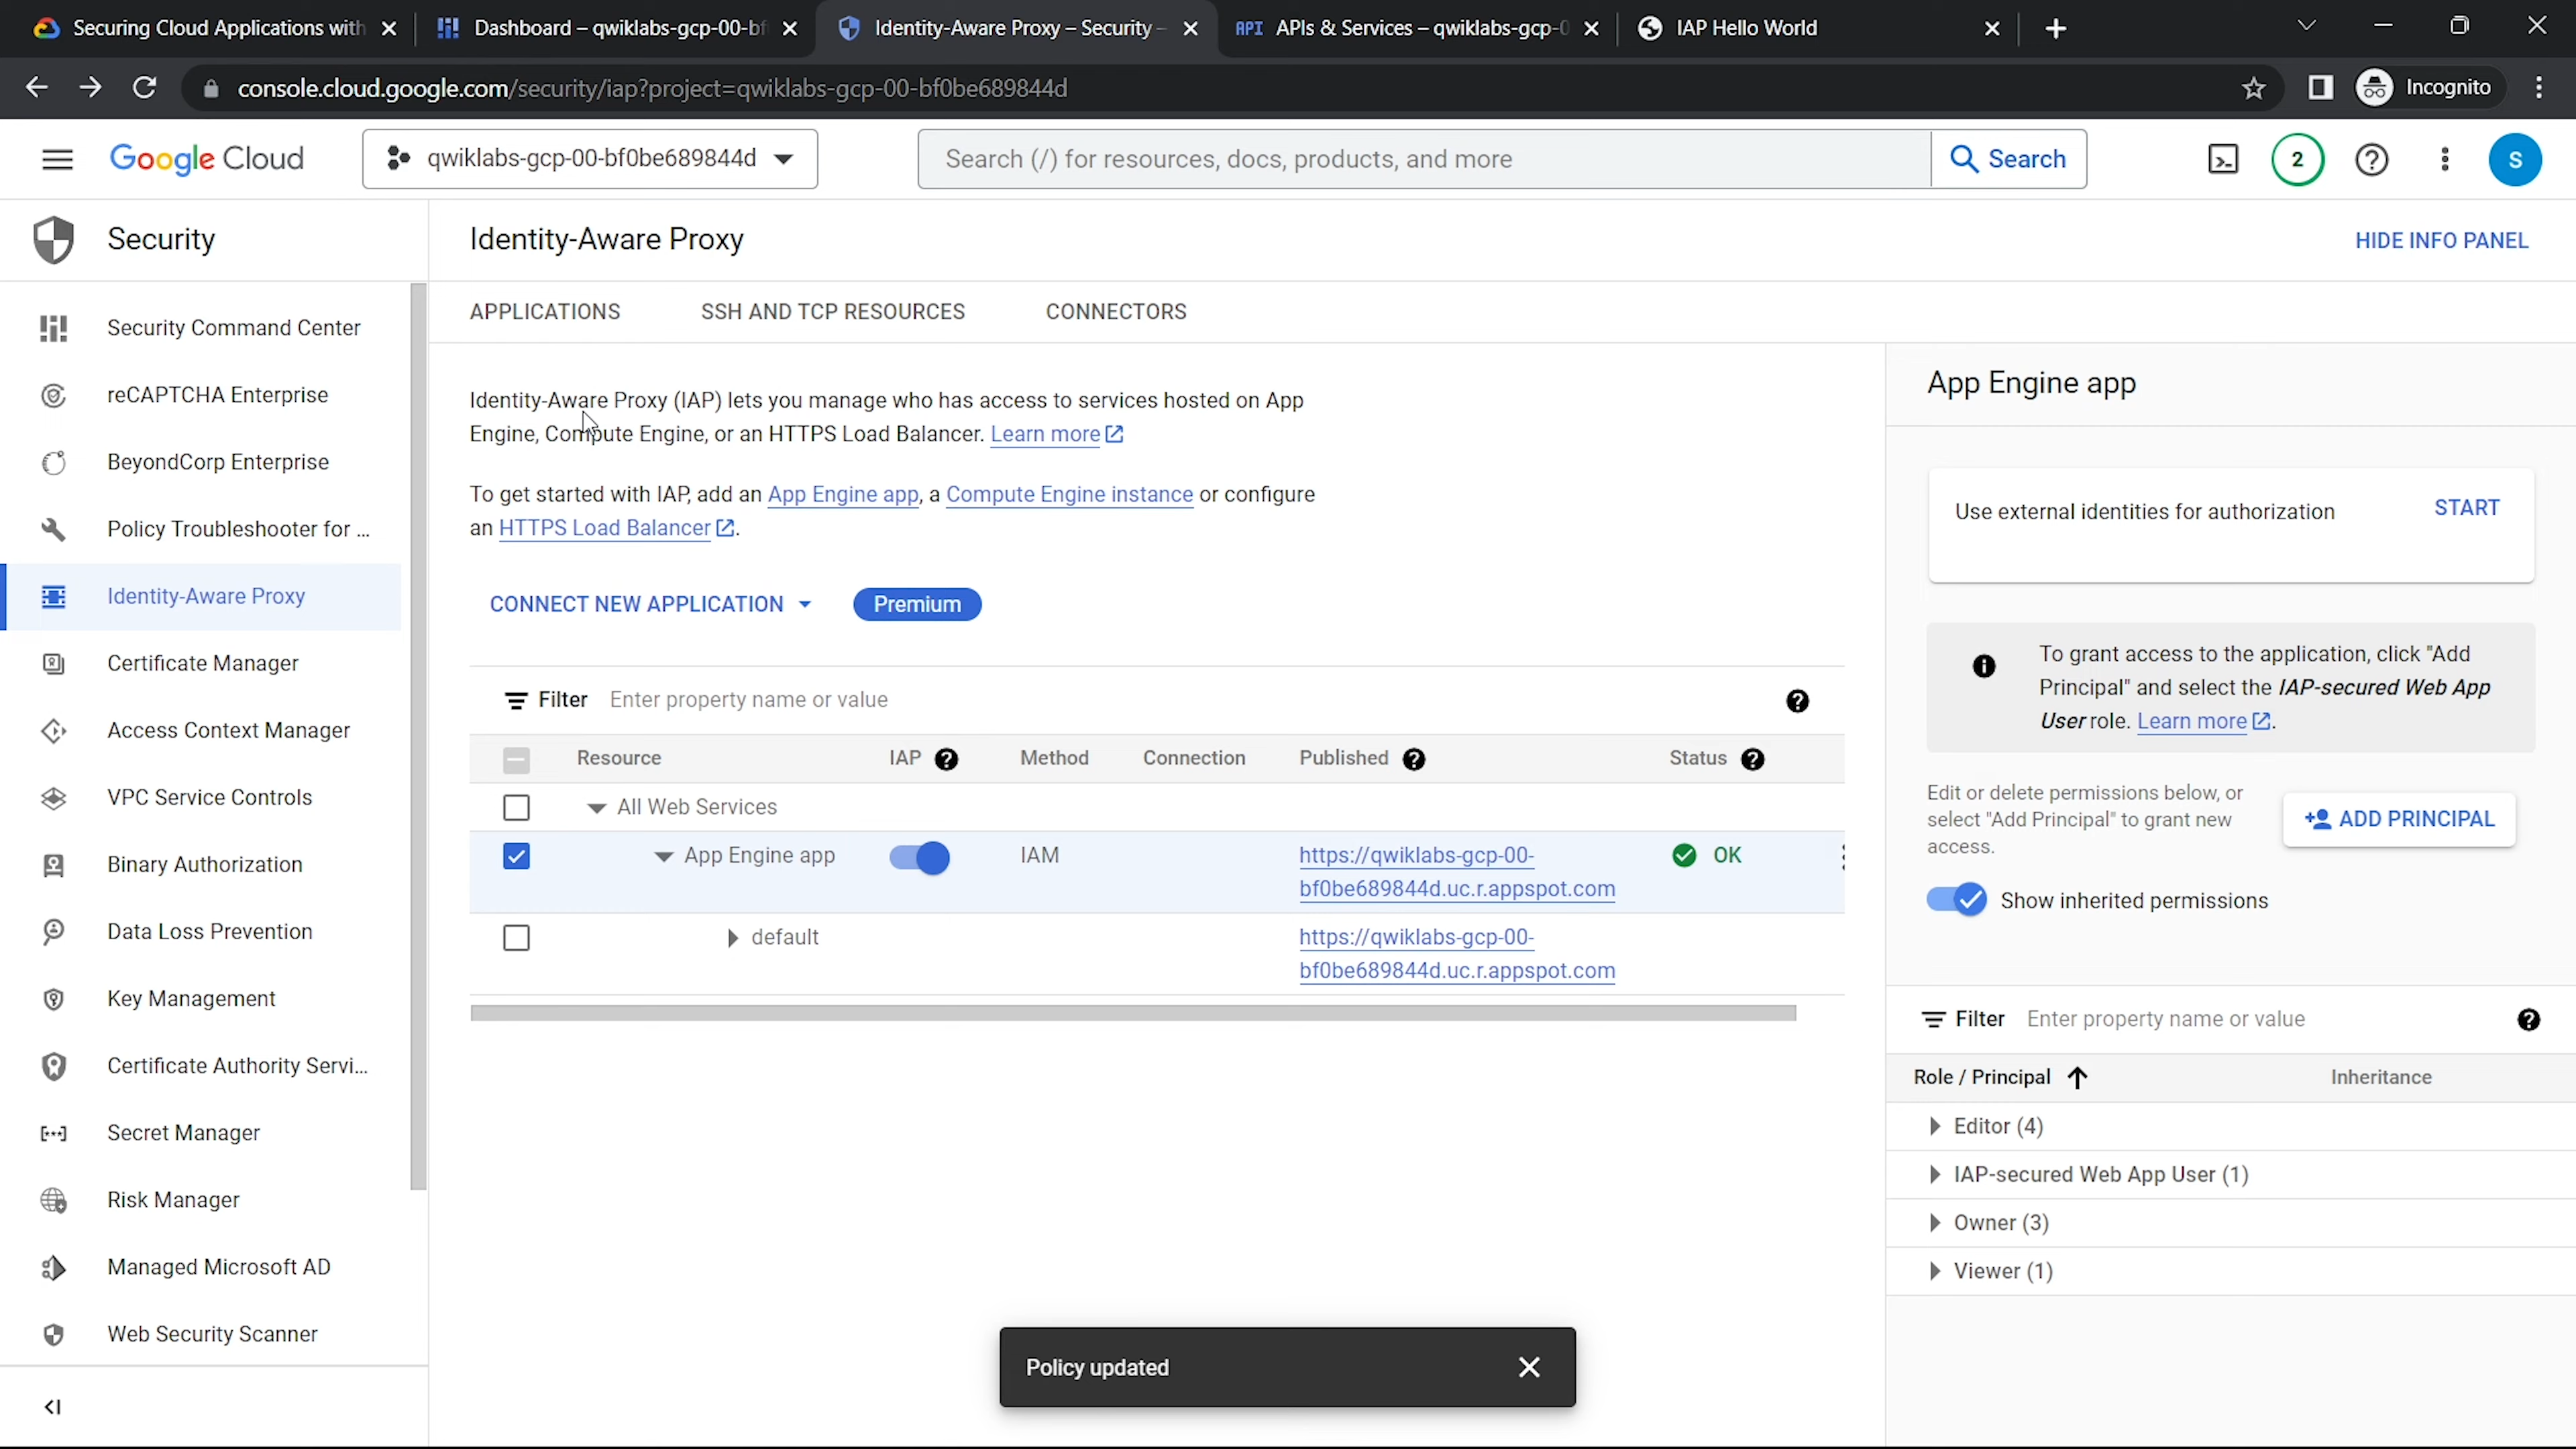 Securing Cloud Applications with
Dashboard – qwiklabs-gcp-00-bf
Identity-Aware Proxy – Security –
API APIs & Services – qwiklabs-gcp-0
IAP Hello World
console.cloud.google.com/security/iap?project=qwiklabs-gcp-00-bf0be689844d
Incognito
Google Cloud
qwiklabs-gcp-00-bf0be689844d
Search (/) for resources, docs, products, and more
Search
2
S
Security
Identity-Aware Proxy
HIDE INFO PANEL
Security Command Center
reCAPTCHA Enterprise
BeyondCorp Enterprise
Policy Troubleshooter for ...
Identity-Aware Proxy
Certificate Manager
Access Context Manager
VPC Service Controls
Binary Authorization
Data Loss Prevention
Key Management
Certificate Authority Servi...
Secret Manager
Risk Manager
Managed Microsoft AD
Web Security Scanner
APPLICATIONS
SSH AND TCP RESOURCES
CONNECTORS
Identity-Aware Proxy (IAP) lets you manage who has access to services hosted on App
Engine, Compute Engine, or an HTTPS Load Balancer. Learn more
To get started with IAP, add an App Engine app, a Compute Engine instance or configure
an HTTPS Load Balancer.
CONNECT NEW APPLICATION
Premium
Filter Enter property name or value
Resource IAP Method Connection Published Status
All Web Services
App Engine app IAM https://qwiklabs-gcp-00- OK
bf0be689844d.uc.r.appspot.com
default https://qwiklabs-gcp-00-
bf0be689844d.uc.r.appspot.com
App Engine app
Use external identities for authorization START
To grant access to the application, click "Add
Principal" and select the IAP-secured Web App
User role. Learn more.
Edit or delete permissions below, or
select "Add Principal" to grant new
access.
ADD PRINCIPAL
Show inherited permissions
Filter Enter property name or value
Role / Principal Inheritance
Editor (4)
IAP-secured Web App User (1)
Owner (3)
Viewer (1)
Policy updated